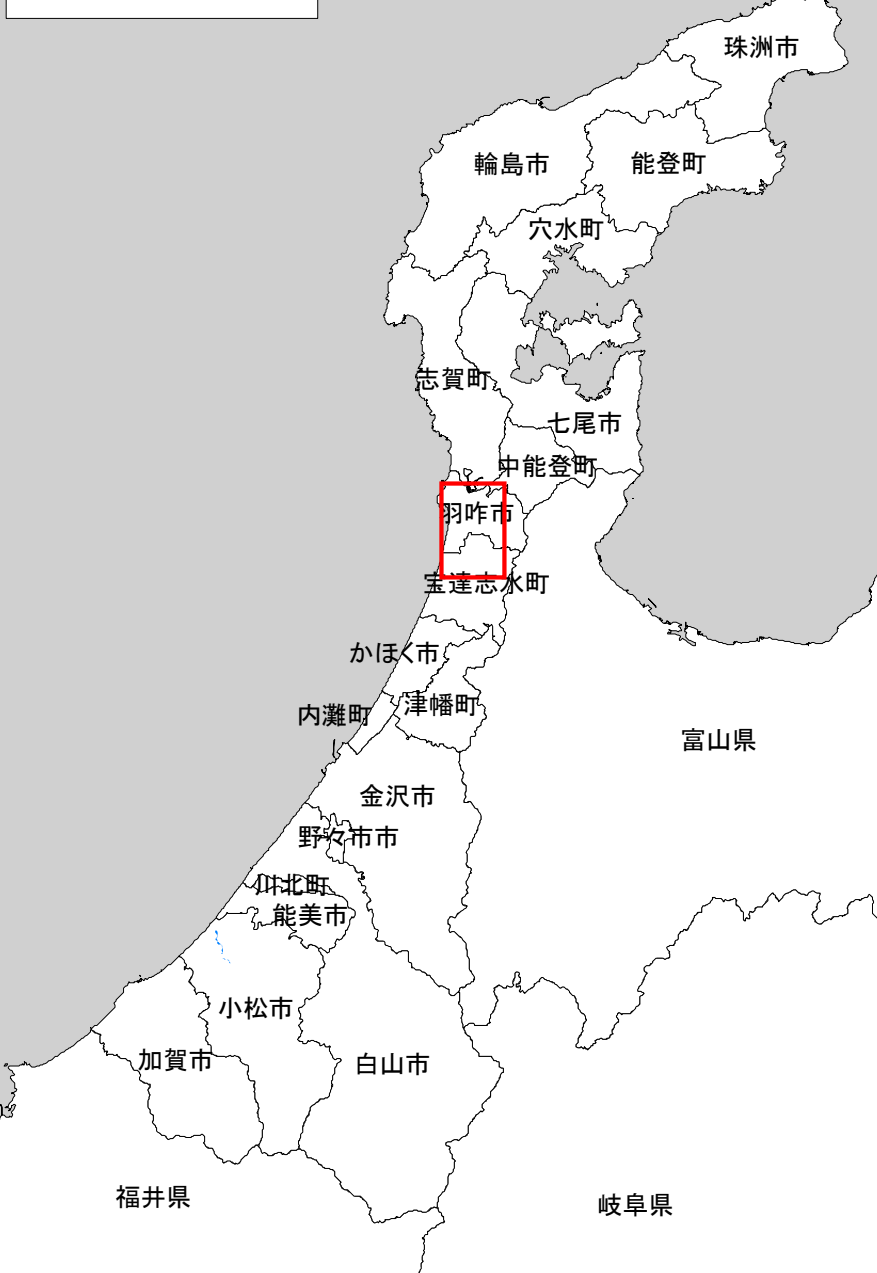 珠洲市
輪島市
能登町
穴水町
志賀町
七尾市
中能登町
羽咋市
宝達志水町
かほく市
津幡町
内灘町
富山県
金沢市
野々市市
川北町
能美市
小松市
加賀市
白山市
福井県
岐阜県